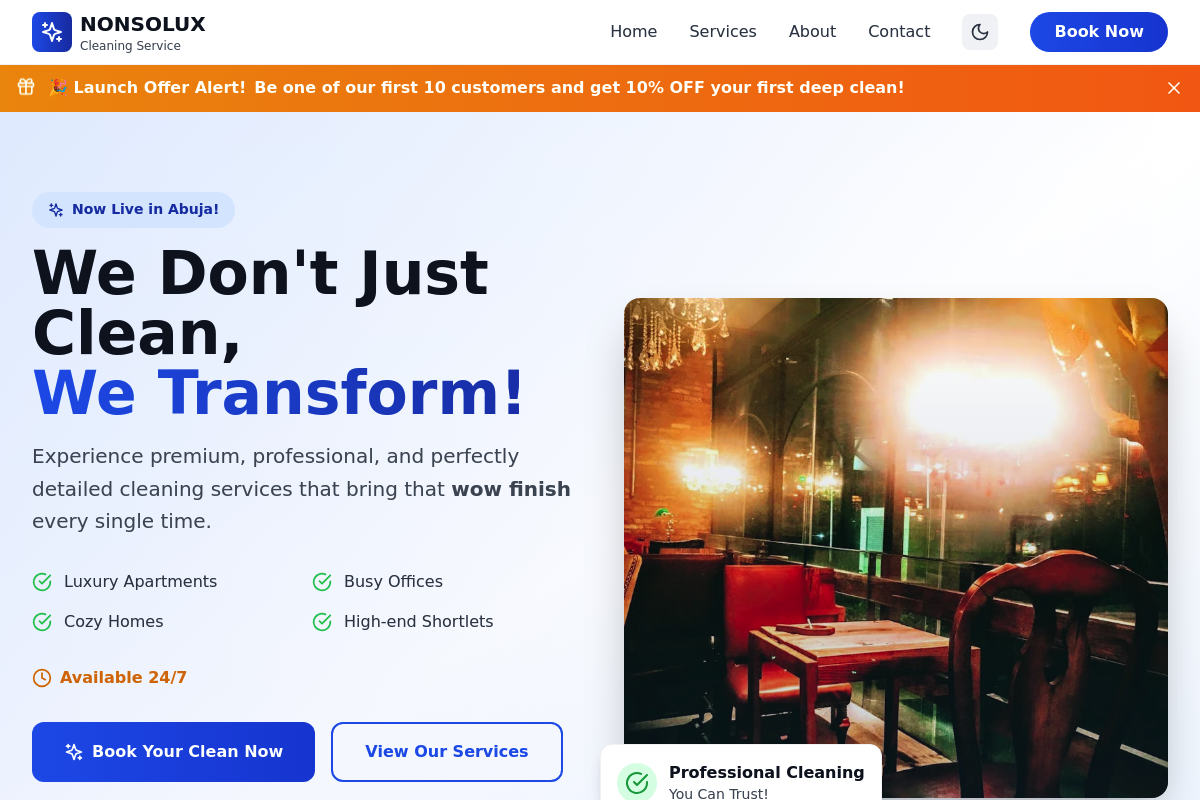 NONSOLUX
Cleaning Service
Home
Services
About
Contact
Book Now
🎉 Launch Offer Alert! Be one of our first 10 customers and get 10% OFF your first deep clean!
Now Live in Abuja!
We Don't Just
Clean,
We Transform!
Experience premium, professional, and perfectly
detailed cleaning services that bring that wow finish
every single time.
Luxury Apartments
Busy Offices
Cozy Homes
High-end Shortlets
Available 24/7
Book Your Clean Now
View Our Services
Professional Cleaning
You Can Trust!